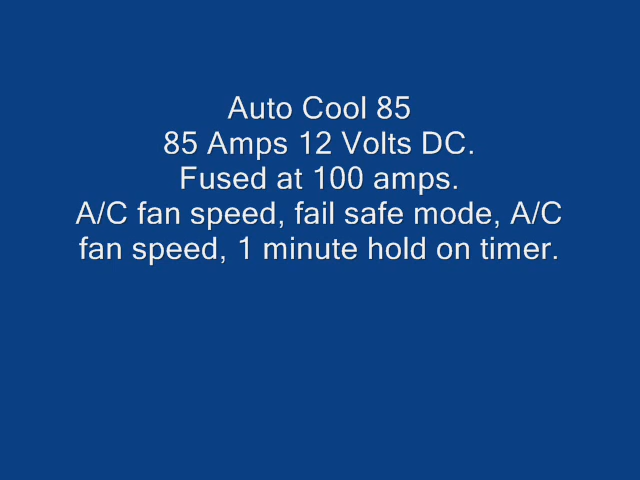 Auto Cool 85
85 Amps 12 Volts DC.
Fused at 100 amps.
A/C fan speed, fail safe mode, A/C
fan speed, 1 minute hold on timer.